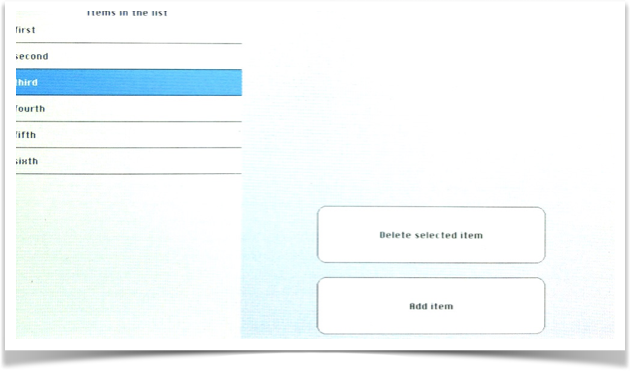 Items in the list
first
second
third
fourth
fifth
sixth
Delete selected item
Add item